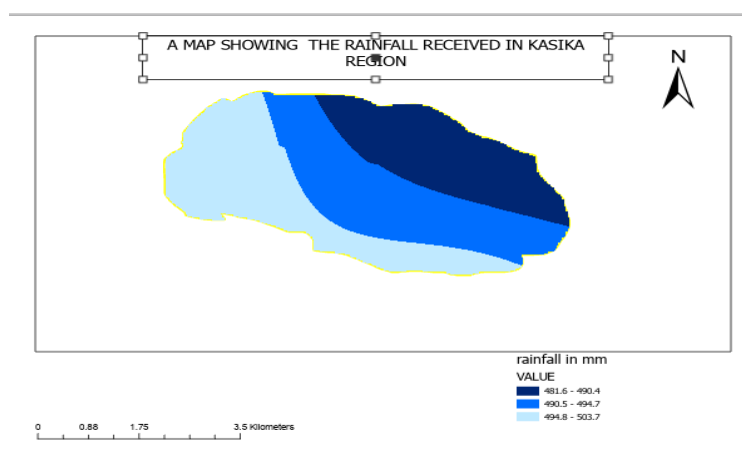 A MAP SHOWING THE RAINFALL RECEIVED IN KASIKA
REGION
N
rainfall in mm
VALUE
481.6 - 490.4
490.5 - 494.7
494.8 - 503.7
0 0.88 1.75 3.5 Kilometers